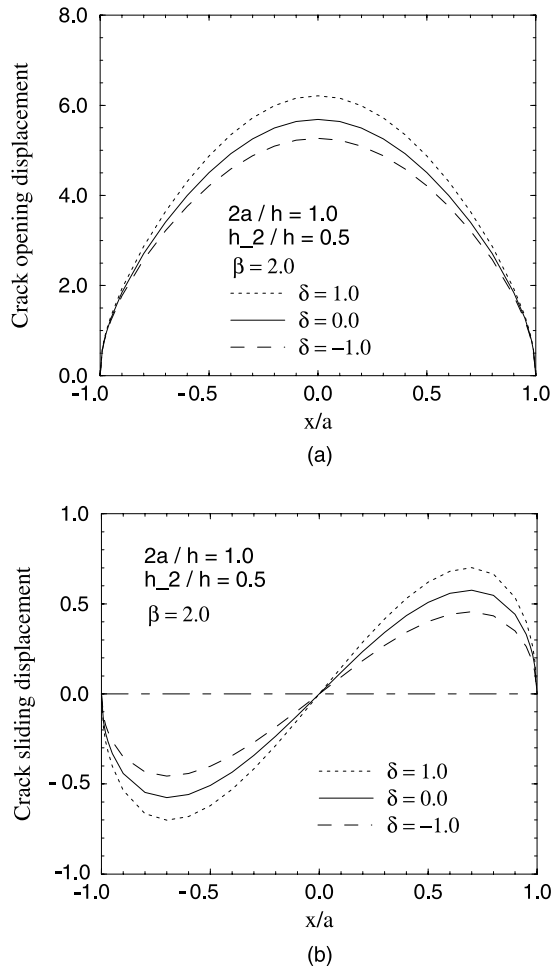 8.0
6.0
4.0
2.0
0.0
Crack opening displacement
2a / h = 1.0
h_2 / h = 0.5
β = 2.0
δ = 1.0
δ = 0.0
δ = −1.0
-1.0 −0.5 0.0 0.5 1.0
x/a
(a)
1.0
0.5
0.0
-0.5
-1.0
Crack sliding displacement
2a / h = 1.0
h_2 / h = 0.5
β = 2.0
δ = 1.0
δ = 0.0
δ = −1.0
-1.0 −0.5 0.0 0.5 1.0
x/a
(b)